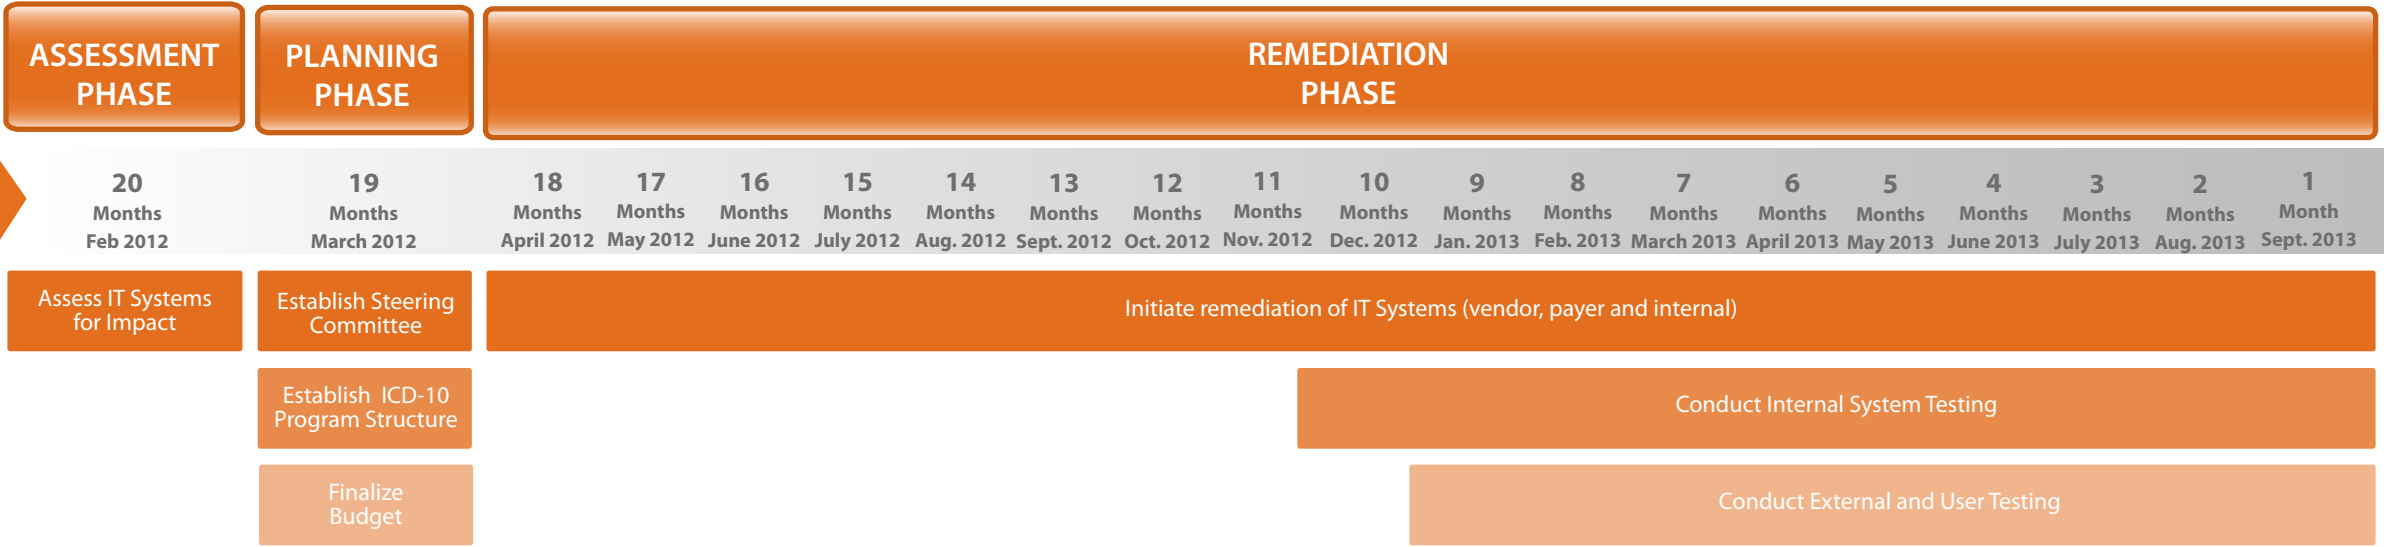 ASSESSMENT
PHASE
PLANNING
PHASE
REMEDIATION
PHASE
20
Months
Feb 2012
19
Months
March 2012
18
Months
April 2012
17
Months
May 2012
16
Months
June 2012
15
Months
July 2012
14
Months
Aug. 2012
13
Months
Sept. 2012
12
Months
Oct. 2012
11
Months
Nov. 2012
10
Months
Dec. 2012
9
Months
Jan. 2013
8
Months
Feb. 2013
7
Months
March 2013
6
Months
April 2013
5
Months
May 2013
4
Months
June 2013
3
Months
July 2013
2
Months
Aug. 2013
1
Month
Sept. 2013
Assess IT Systems
for Impact
Establish Steering
Committee
Initiate remediation of IT Systems (vendor, payer and internal)
Establish ICD-10
Program Structure
Conduct Internal System Testing
Finalize
Budget
Conduct External and User Testing